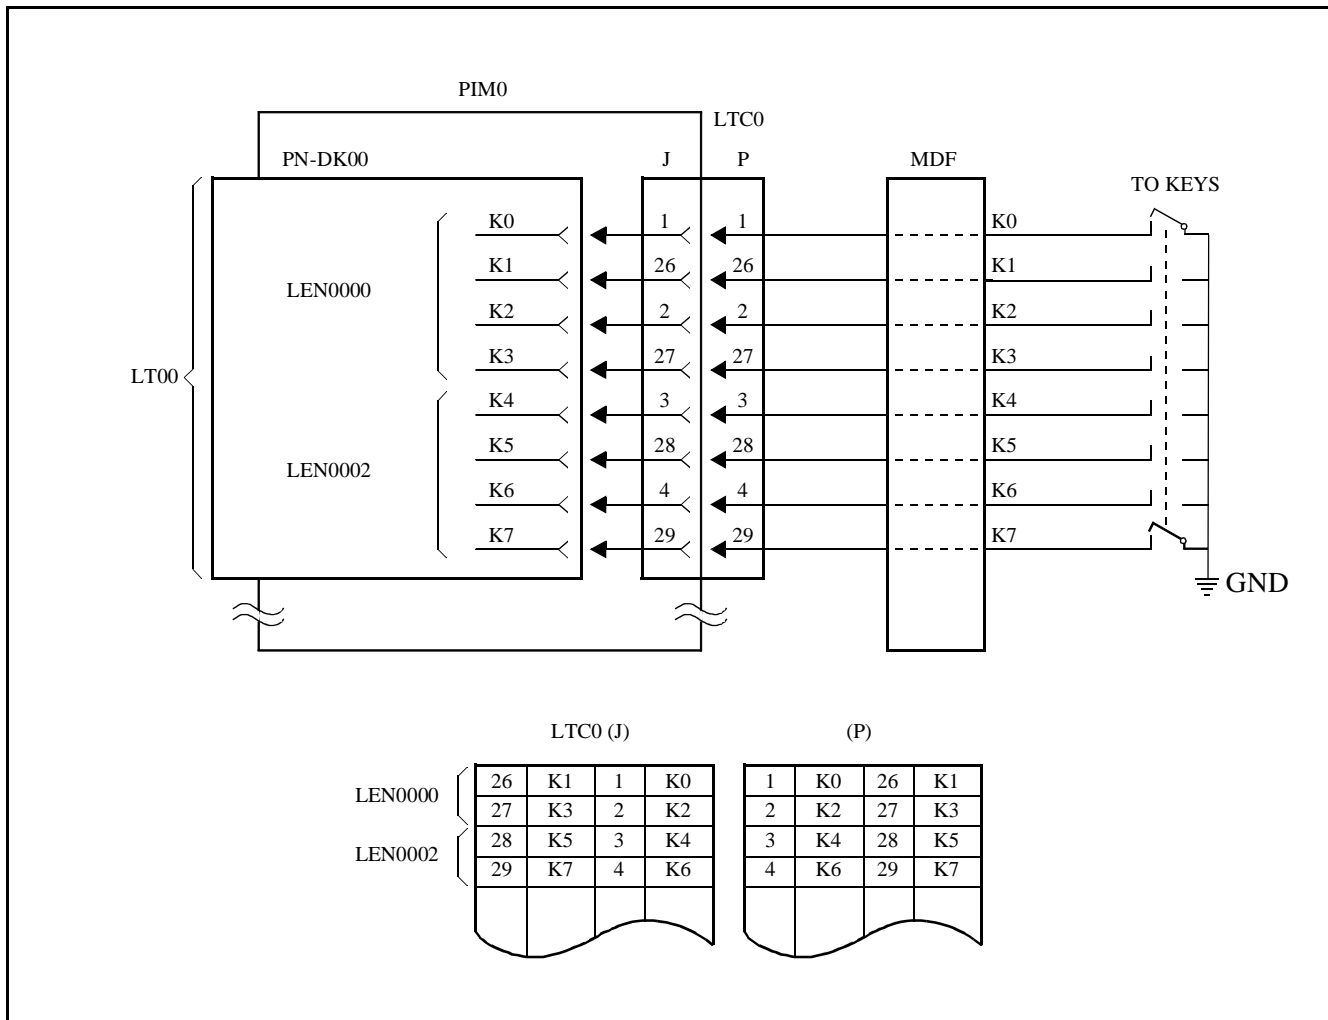 PIM0
LTC0
PN-DK00 J P MDF
TO KEYS
K0 1 1 K0
K1 26 26 K1
LEN0000
K2 2 2 K2
K3 27 27 K3
LT00
K4 3 3 K4
K5 28 28 K5
LEN0002
K6 4 4 K6
K7 29 29 K7
GND
LTC0 (J) (P)
26 K1 1 K0 1 K0 26 K1
LEN0000
27 K3 2 K2 2 K2 27 K3
28 K5 3 K4 3 K4 28 K5
LEN0002
29 K7 4 K6 4 K6 29 K7